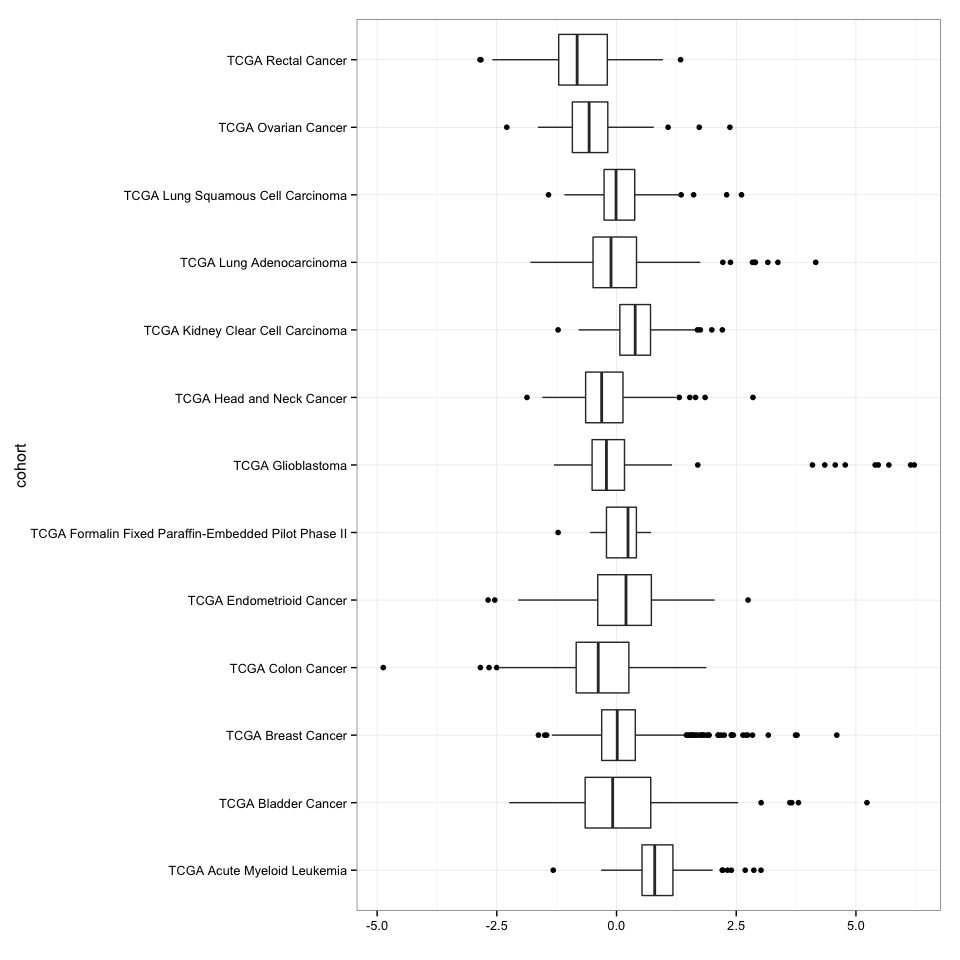 TCGA Rectal Cancer
TCGA Ovarian Cancer
TCGA Lung Squamous Cell Carcinoma
TCGA Lung Adenocarcinoma
TCGA Kidney Clear Cell Carcinoma
TCGA Head and Neck Cancer
cohort
TCGA Glioblastoma
TCGA Formalin Fixed Paraffin-Embedded Pilot Phase II
TCGA Endometrioid Cancer
TCGA Colon Cancer
TCGA Breast Cancer
TCGA Bladder Cancer
TCGA Acute Myeloid Leukemia
-5.0 -2.5 0.0 2.5 5.0